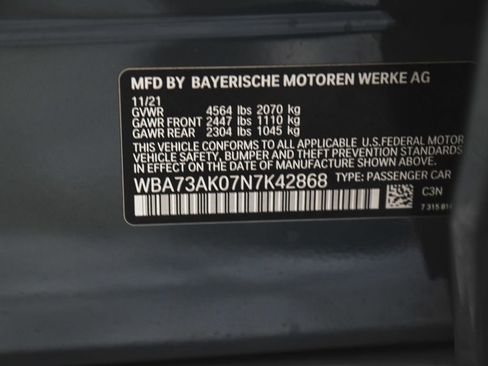 MFD BY BAYERISCHE MOTOREN WERKE AG
11/21
GVWR 4564 lbs 2070 kg
GAWR FRONT 2447 lbs 1110 kg
GAWR REAR 2304 lbs 1045 kg
THIS VEHICLE CONFORMS TO ALL APPLICABLE U.S.FEDERAL MOTOR
VEHICLE SAFETY, BUMPER AND THEFT PREVENTION STANDARDS
IN EFFECT ON THE DATE OF MANUFACTURE SHOWN ABOVE.
WBA73AK07N7K42868 TYPE: PASSENGER CAR
C3N
7 315